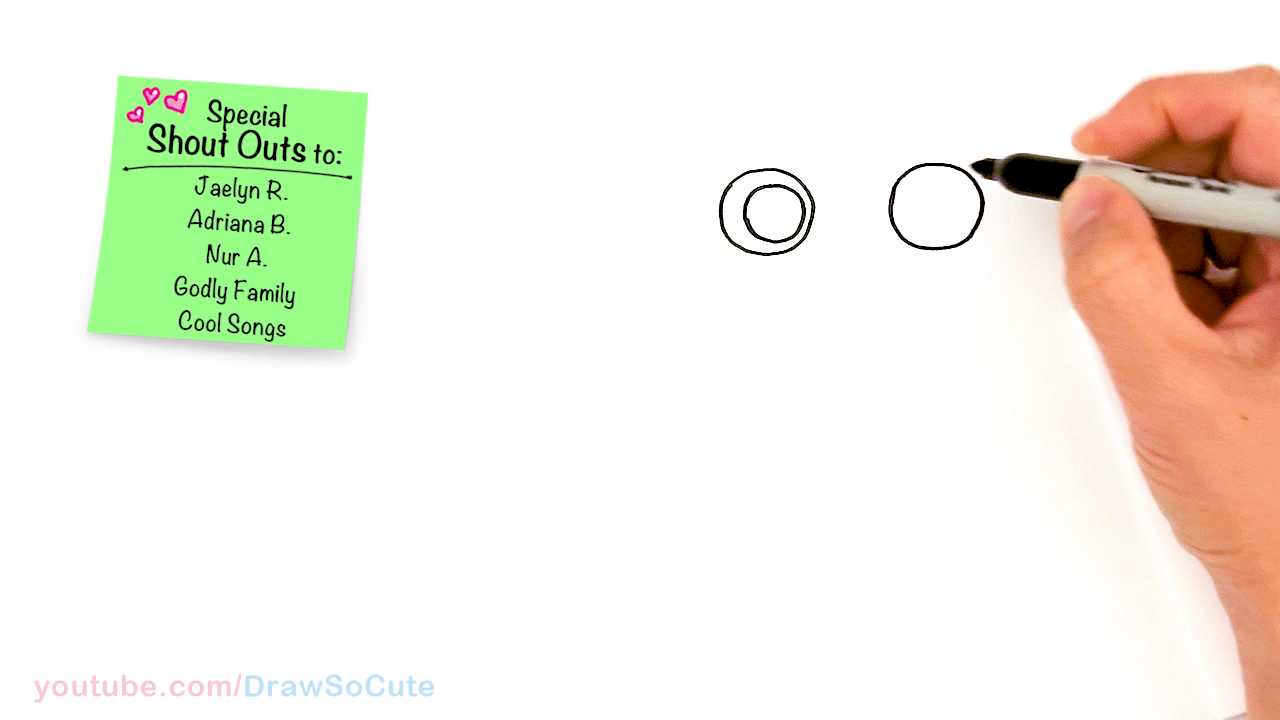 Special
Shout Outs to:
Jaelyn R.
Adriana B.
Nur A.
Godly Family
Cool Songs
youtube.com/DrawSoCute